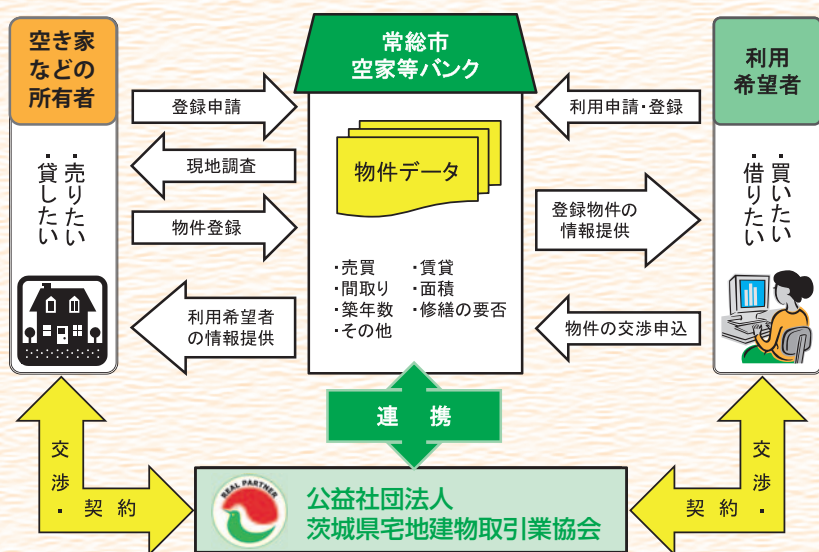 空き家
などの
所有者
・売りたい
・貸したい
登録申請
現地調査
物件登録
利用希望者
の情報提供
常総市
空家等バンク
物件データ
・売買
・賃貸
・間取り
・面積
・築年数
・修繕の要否
・その他
利用申請・登録
登録物件の
情報提供
物件の交渉申込
利用
希望者
・買いたい
・借りたい
連携
交渉・契約
REAL PARTNER
公益社団法人
茨城県宅地建物取引業協会
交渉・契約